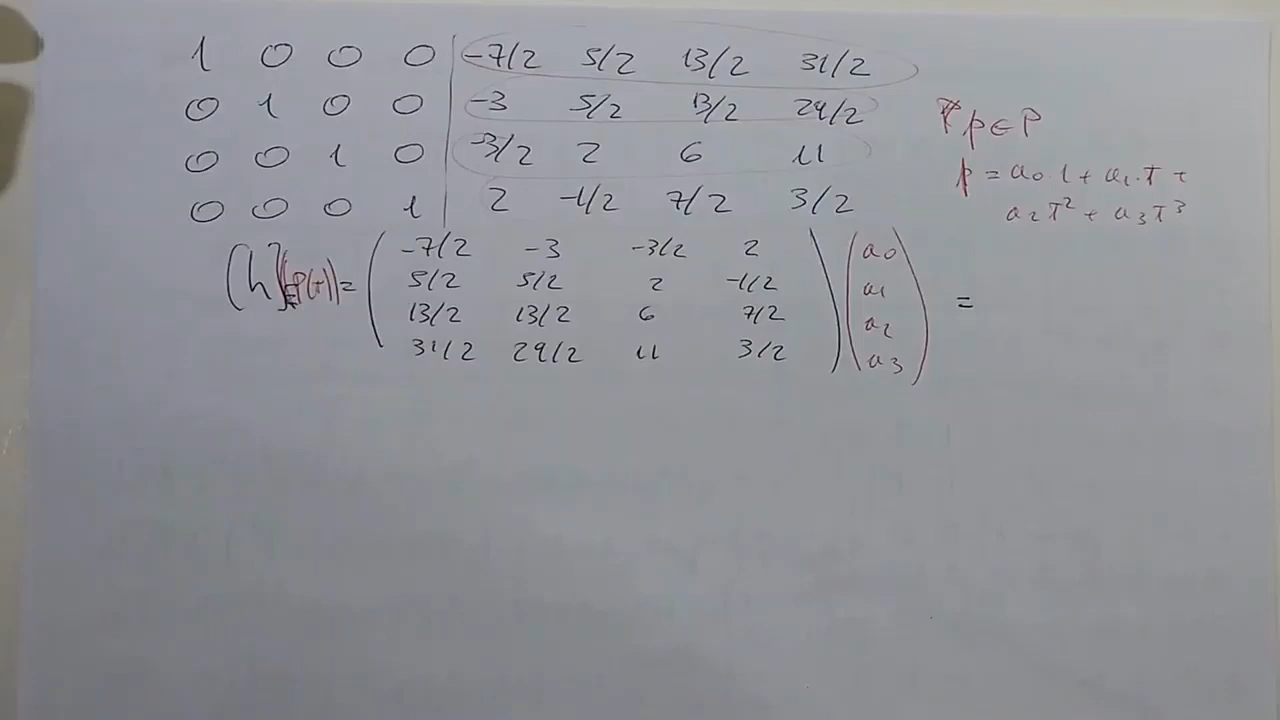 1 0 0 0 | -7/2 5/2 13/2 31/2
0 1 0 0 | -3 5/2 13/2 29/2
0 0 1 0 | -3/2 2 6 11
0 0 0 1 | 2 -1/2 7/2 3/2
∀ p ∈ P
p = a0·1 + a1·T +
a2T² + a3T³
-7/2 -3 -3/2 2 a0
5/2 5/2 2 -1/2 a1
[h] (p(t)) = 13/2 13/2 6 7/2 a2 =
31/2 29/2 11 3/2 a3